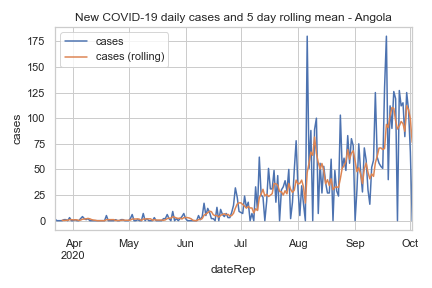 New COVID-19 daily cases and 5 day rolling mean - Angola
cases
cases (rolling)
175
150
125
100
75
50
25
0
cases
Apr
2020
May
Jun
Jul
Aug
Sep
Oct
dateRep